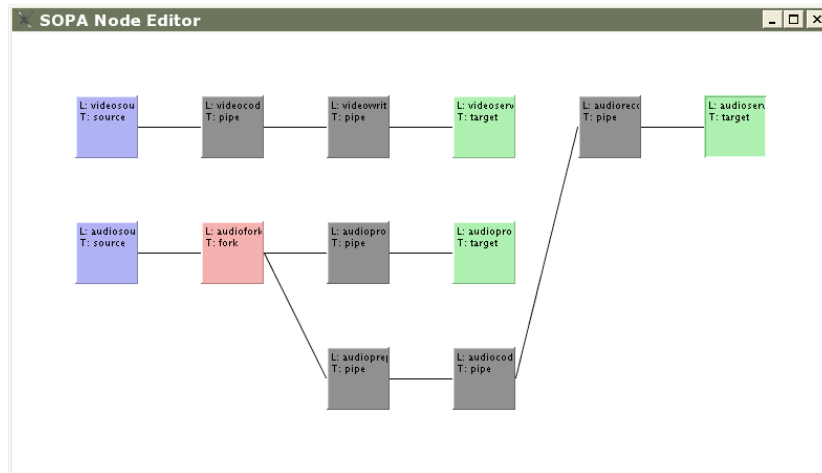 SOPA Node Editor
L: videosou
T: source
L: videocod
T: pipe
L: videowrit
T: pipe
L: videoserv
T: target
L: audioreco
T: pipe
L: audioserv
T: target
L: audiosou
T: source
L: audiofork
T: fork
L: audiopro
T: pipe
L: audiopro
T: target
L: audioprep
T: pipe
L: audiocod
T: pipe